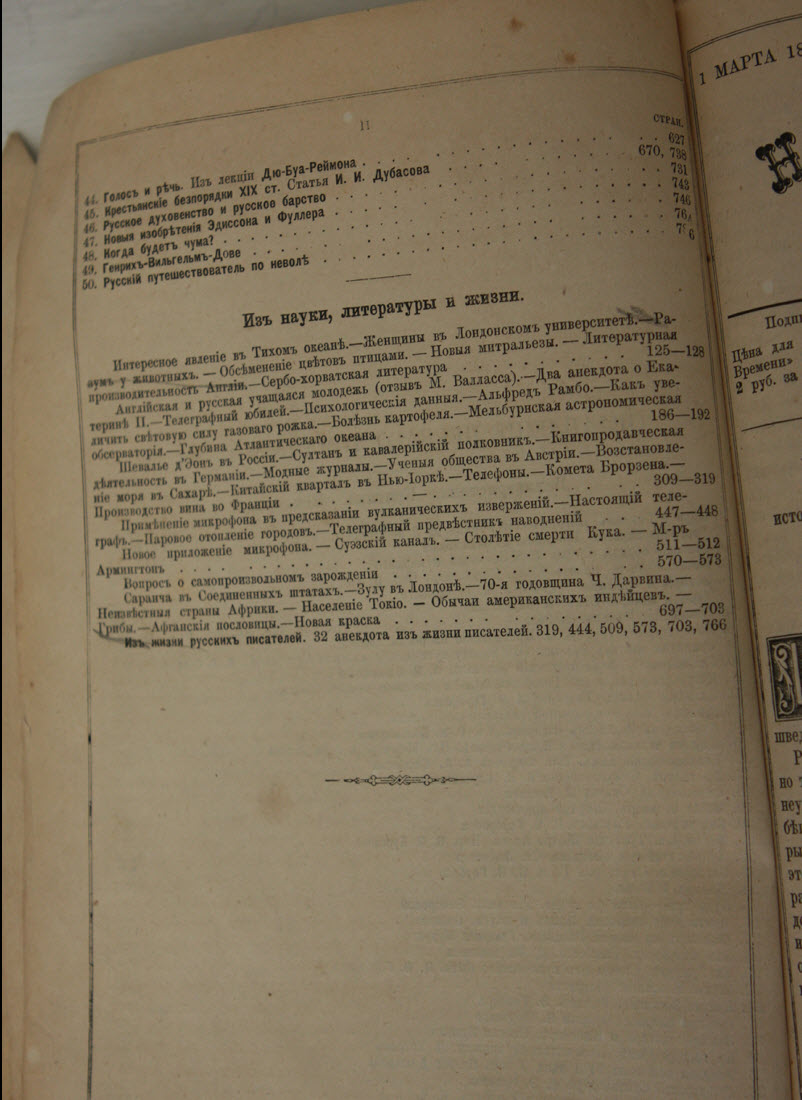 11
СТРАН.
44. Голосъ и рѣчь. Изъ лекціи Дю-Буа-Реймона . . . . . . . . . . . 627
45. Крестьянскіе безпорядки XIX ст. Статья И. И. Дубасова . . . . . 670, 738
46. Русское духовенство и русское барство . . . . . . . . . . . 731
47. Новыя изобрѣтенія Эдиссона и Фуллера . . . . . . . . . . . 743
48. Когда будетъ чума? . . . . . . . . . . . 746
49. Генрихъ-Вильгельмъ-Дове . . . . . . . . . . .
50. Русскій путешествователь по неволѣ . . . . . . . . . . .
Изъ науки, литературы и жизни.
Интересное явленіе въ Тихомъ океанѣ.—Женщины въ Лондонскомъ университетѣ.—Ра-
зумъ у животныхъ. — Обсѣмененіе цвѣтовъ птицами. — Новыя митральезы. — Литературная
производительность Англіи.—Сербо-хорватская литература . . . . . . . . . . 125—128
Англійская и русская учащаяся молодежь (отзывъ М. Валласса).—Два анекдота о Ека-
теринѣ II.—Телеграфный юбилей.—Психологическія данныя.—Альфредъ Рамбо.—Какъ уве-
личить свѣтовую силу газоваго рожка.—Болѣзнь картофеля.—Мельбурнская астрономическая
обсерваторія.—Глубина Атлантическаго океана . . . . . . . . . . 186—192
Шевалье д'Эонъ въ Россіи.—Султанъ и кавалерійскій полковникъ.—Книгопродавческая
дѣятельность въ Германіи.—Модные журналы.—Ученыя общества въ Австріи.—Возстановле-
ніе моря въ Сахарѣ.—Китайскій кварталъ въ Нью-Іоркѣ.—Телефоны.—Комета Брорзена.—
Производство вина во Франціи . . . . . . . . . . 309—319
Примѣненіе микрофона въ предсказаніи вулканическихъ изверженій.—Настоящій теле-
графъ.—Паровое отопленіе городовъ.—Телеграфный предвѣстникъ наводненій . . . 447—448
Новое приложеніе микрофона. — Суэзскій каналъ. — Столѣтіе смерти Кука. — М-ръ
Армингтонъ . . . . . . . . . . 511—512
Вопросъ о самопроизвольномъ зарожденіи . . . . . . . . . . 570—573
Саранча въ Соединенныхъ штатахъ.—Зулу въ Лондонѣ.—70-я годовщина Ч. Дарвина.—
Неизвѣстныя страны Африки. — Населеніе Токіо. — Обычаи американскихъ индѣйцевъ. —
Грибы.—Афганскія пословицы.—Новая краска . . . . . . . . . . 697—703
Изъ жизни русскихъ писателей. 32 анекдота изъ жизни писателей. 319, 444, 509, 573, 703, 766
1 МАРТА 18
Подпи
Цѣна для
Времени»
2 руб. за
ИСТО
швед
но
неу
бѣ
ры
эт
ра